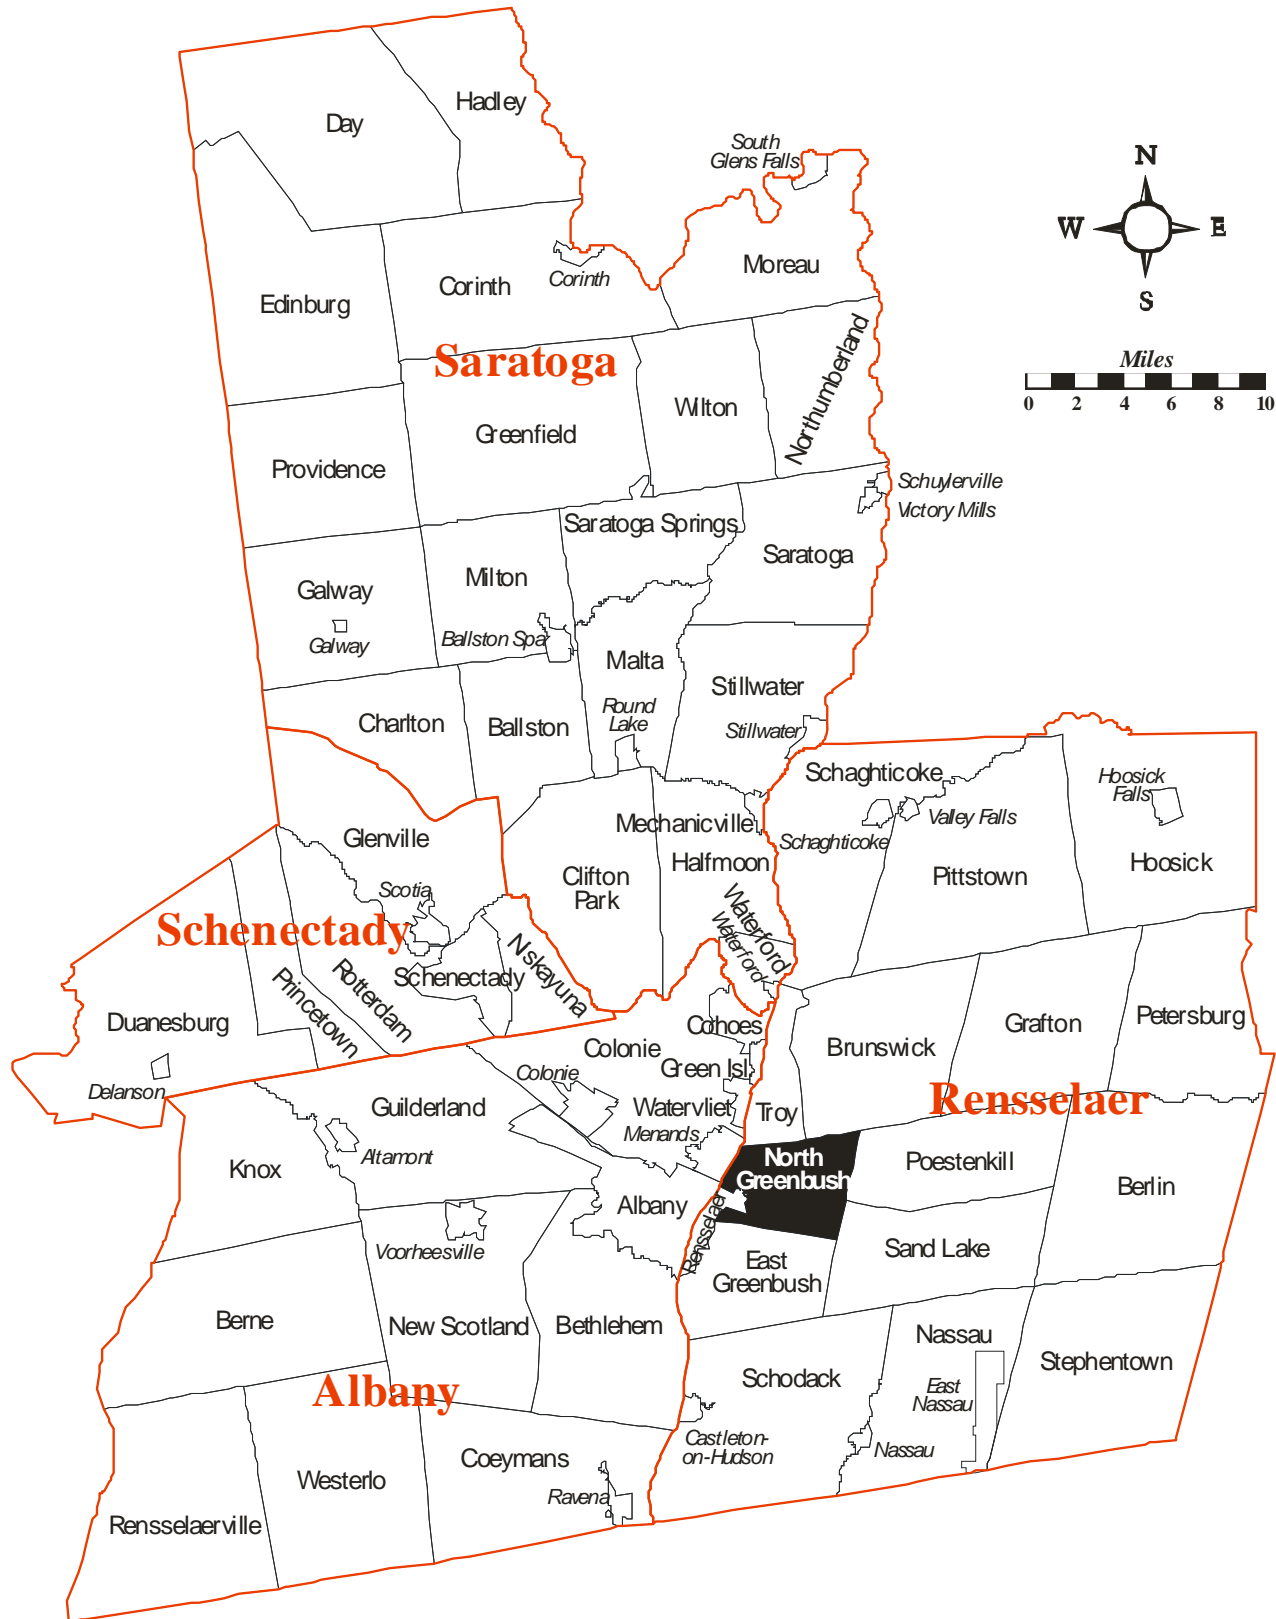 Hadley
Day
South
Glens Falls
N
W
E
S
Moreau
Corinth
Corinth
Edinburg
Saratoga
Northumberland
Miles
0 2 4 6 8 10
Wilton
Greenfield
Providence
Schuylerville
Victory Mills
Saratoga Springs
Saratoga
Milton
Galway
Galway
Ballston Spa
Malta
Stillwater
Round
Lake
Charlton
Ballston
Stillwater
Schaghticoke
Hoosick
Falls
Mechanicville
Valley Falls
Glenville
Schaghticoke
Halfmoon
Hoosick
Clifton
Park
Pittstown
Scotia
Waterford
Waterford
Schenectady
Niskayuna
Schenectady
Rotterdam
Princetown
Duanesburg
Cohoes
Petersburg
Grafton
Brunswick
Colonie
Green Isl.
Colonie
Delanson
Rensselaer
Guilderland
Watervliet
Troy
Menands
Altamont
North
Greenbush
Poestenkill
Knox
Berlin
Albany
Rensselaer
Voorheesville
Sand Lake
East
Greenbush
Berne
New Scotland
Bethlehem
Nassau
Stephentown
Albany
Schodack
East
Nassau
Castleton-
on-Hudson
Nassau
Coeymans
Westerlo
Ravena
Rensselaerville